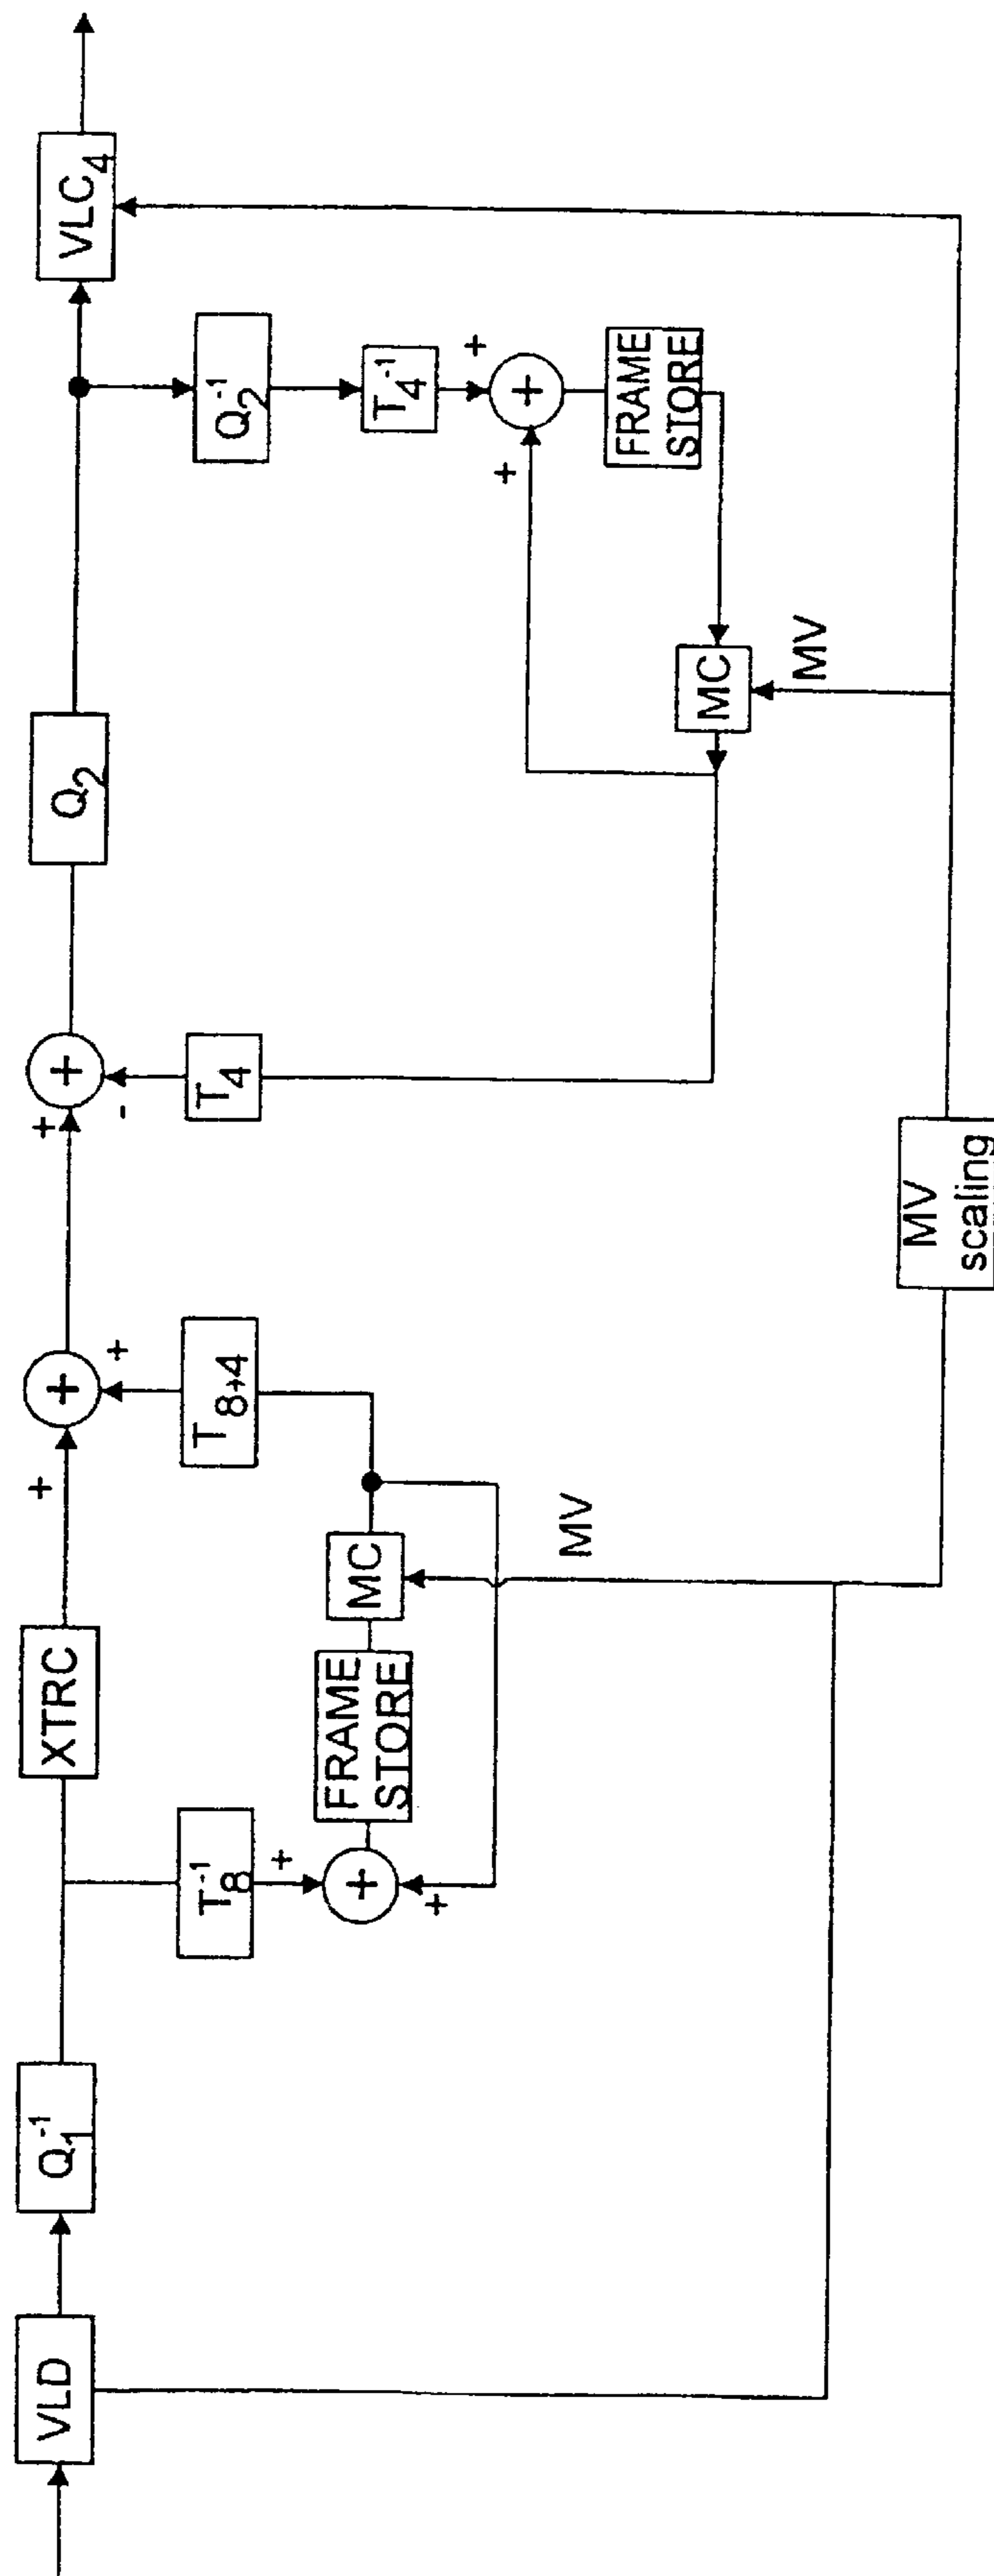 VLD
Q₁⁻¹
XTRC
+
+
+
Q₂
VLC₄
+
+
-
T₈⁻¹
T₈₊₄
T₄
Q₂⁻¹
T₄⁻¹
+
+
+
+
FRAME
STORE
MC
+
+
FRAME
STORE
MC
MV
MV
MV
scaling